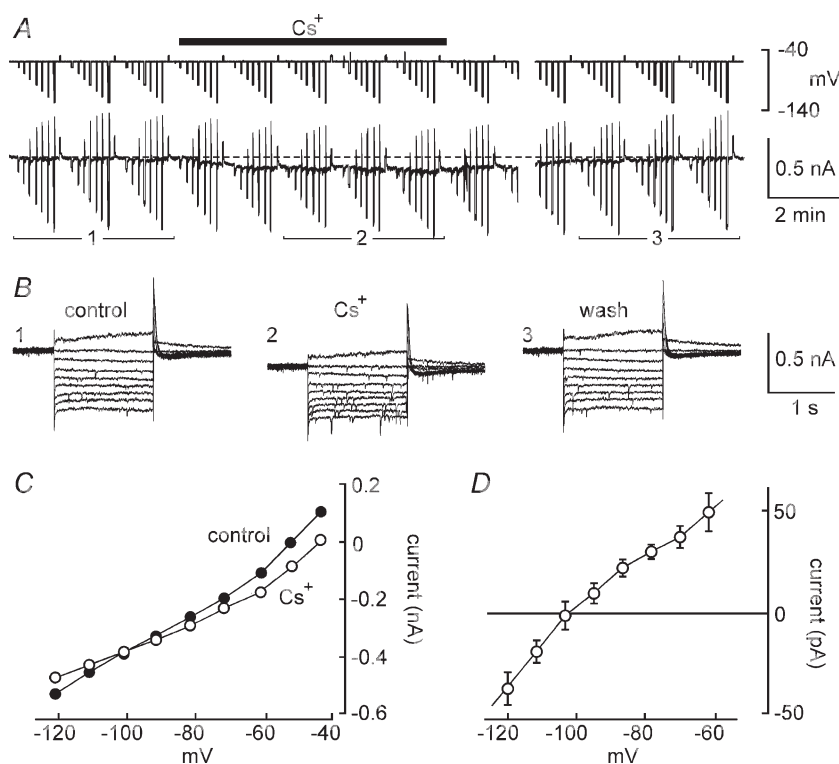 A
Cs+
-40
mV
-140
0.5 nA
2 min
1
2
3
B
control
Cs+
wash
1
2
3
0.5 nA
1 s
C
control
Cs+
0.2
0
-0.2
-0.4
-0.6
current (nA)
-120 -100 -80 -60 -40
mV
D
50
0
-50
current (pA)
-120 -100 -80 -60
mV